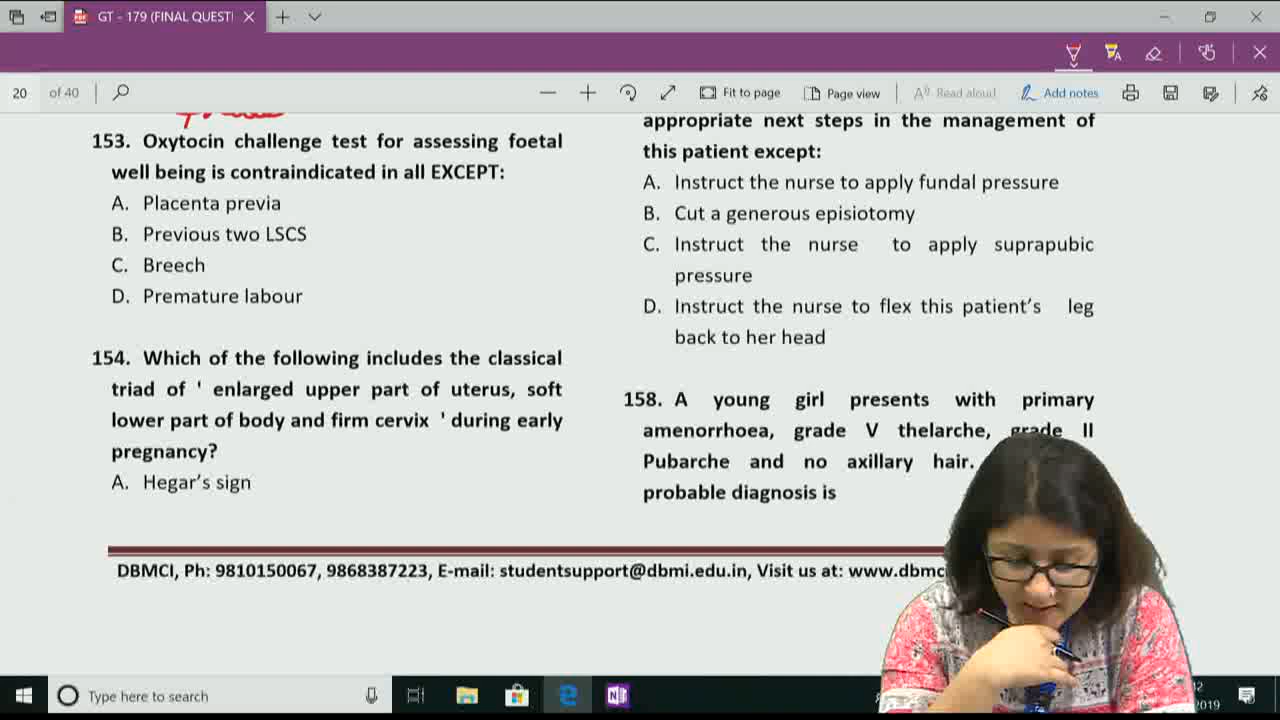 GT - 179 (FINAL QUESTI
20 of 40
Fit to page
Page view
Read aloud
Add notes
153. Oxytocin challenge test for assessing foetal
well being is contraindicated in all EXCEPT:
A. Placenta previa
B. Previous two LSCS
C. Breech
D. Premature labour
154. Which of the following includes the classical
triad of ' enlarged upper part of uterus, soft
lower part of body and firm cervix ' during early
pregnancy?
A. Hegar's sign
appropriate next steps in the management of
this patient except:
A. Instruct the nurse to apply fundal pressure
B. Cut a generous episiotomy
C. Instruct the nurse to apply suprapubic
pressure
D. Instruct the nurse to flex this patient's leg
back to her head
158. A young girl presents with primary
amenorrhoea, grade V thelarche, grade II
Pubarche and no axillary hair.
probable diagnosis is
DBMCI, Ph: 9810150067, 9868387223, E-mail: studentsupport@dbmi.edu.in, Visit us at: www.dbmc
Type here to search
2019